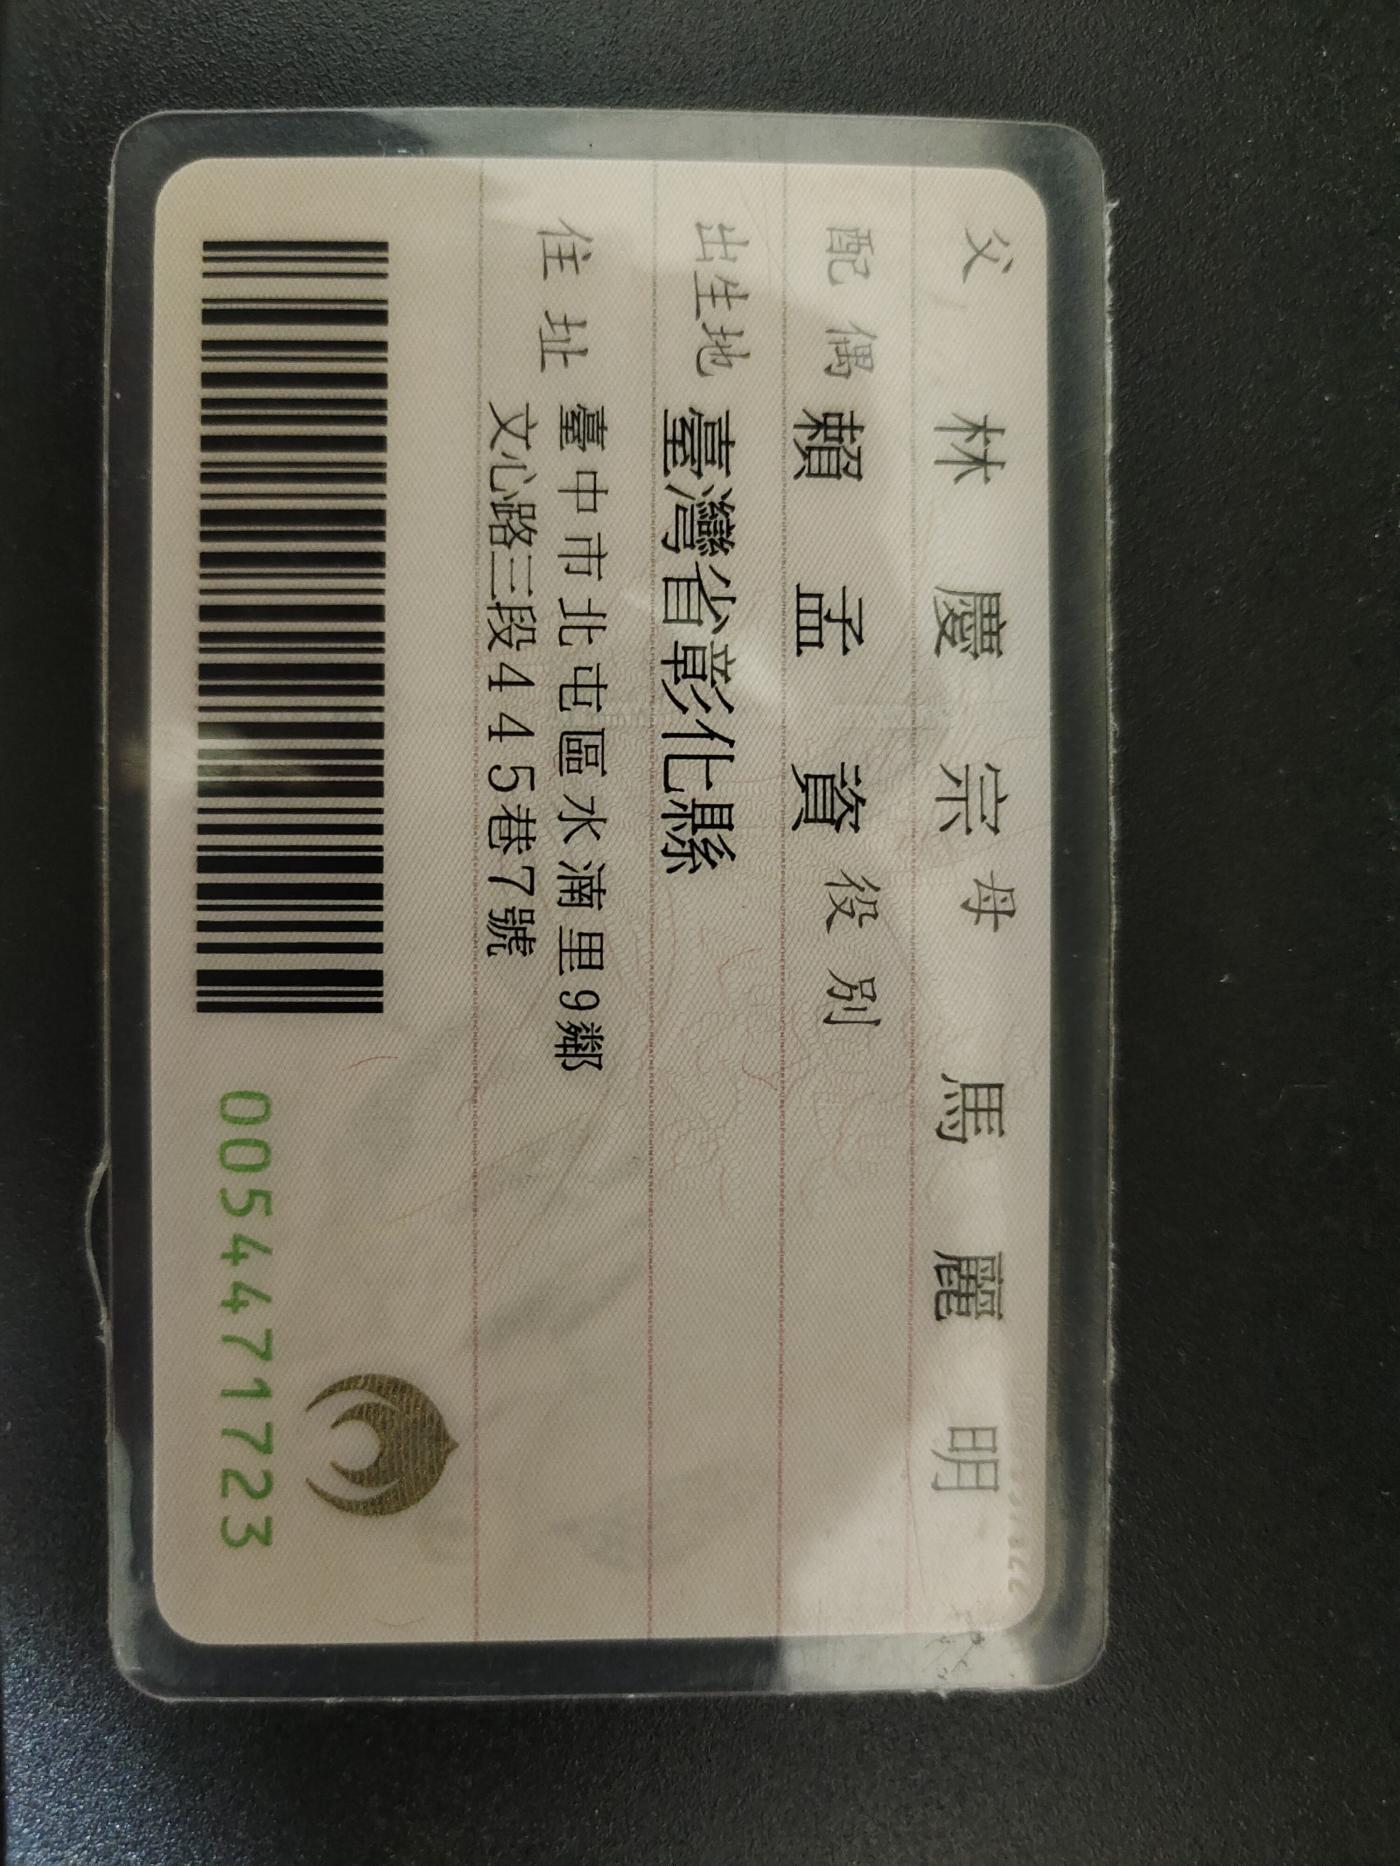 父 林慶宗 母 馬麗明
配偶 賴孟資 役別
出生地 臺灣省彰化縣
住址 臺中市北屯區水湳里9鄰
文心路三段445巷7號
0054471723